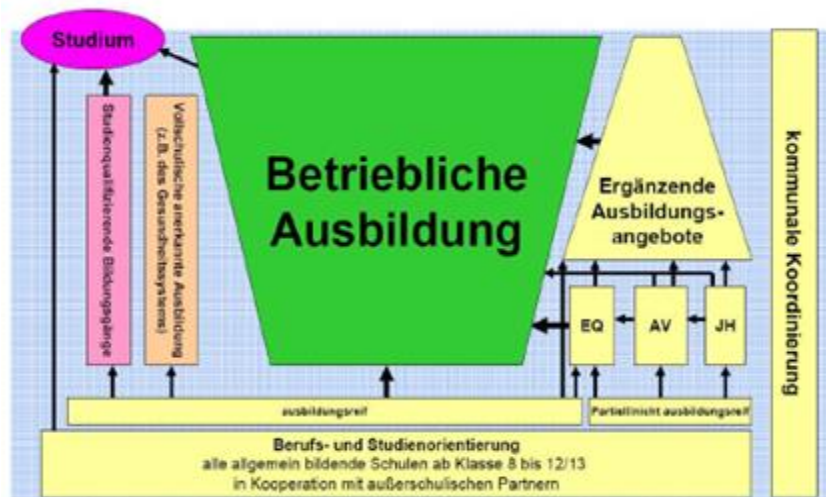 Studium
Studienqualifizierende Bildungsgänge
Vollschulische anerkannte Ausbildung
(z.B. des Gesundheitssystems)
Betriebliche
Ausbildung
Ergänzende
Ausbildungs-
angebote
EQ
AV
JH
kommunale Koordinierung
ausbildungsreif
Partiell/nicht ausbildungsreif
Berufs- und Studienorientierung
alle allgemein bildende Schulen ab Klasse 8 bis 12/13
in Kooperation mit außerschulischen Partnern